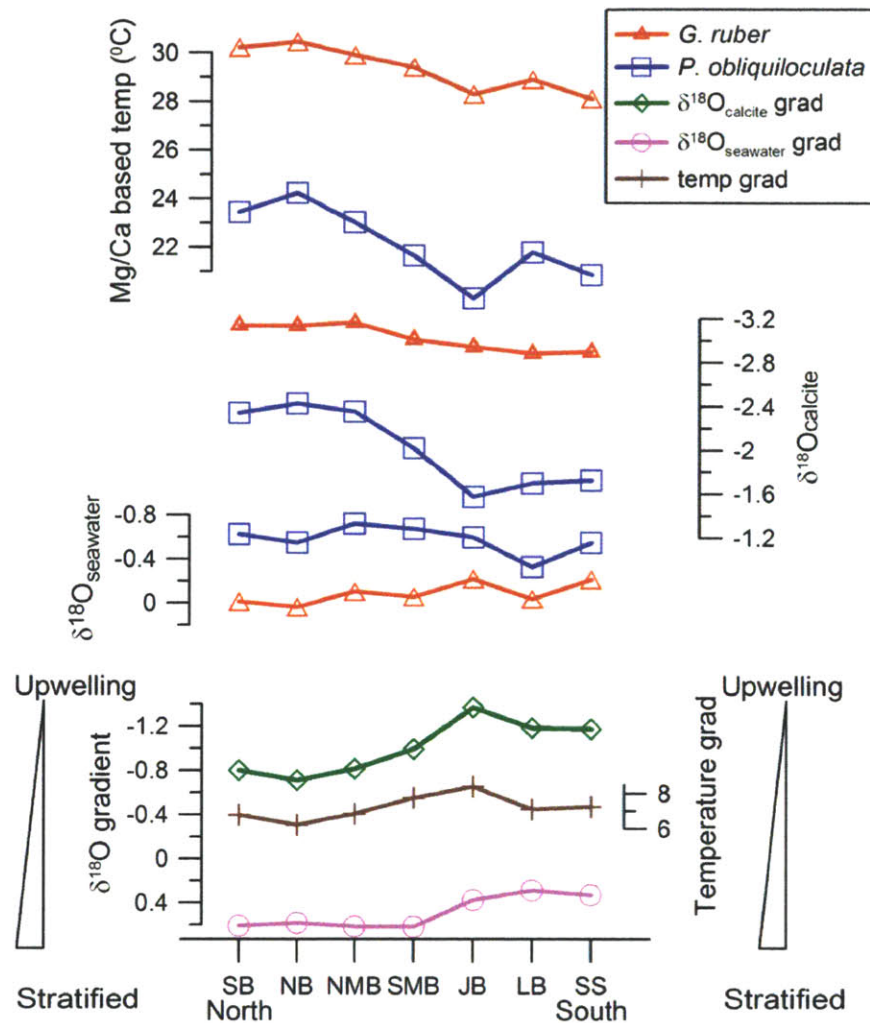 G. ruber
P. obliquiloculata
δ¹⁸Ocalcite grad
δ¹⁸Oseawater grad
temp grad
Mg/Ca based temp (⁰C)
30
28
26
24
22
-3.2
-2.8
-2.4
-2
-1.6
-1.2
δ¹⁸Ocalcite
-0.8
-0.4
0
δ¹⁸Oseawater
Upwelling
Stratified
δ¹⁸O gradient
-1.2
-0.8
-0.4
0
0.4
8
6
Temperature grad
Upwelling
Stratified
SB NB NMB SMB JB LB SS
North South